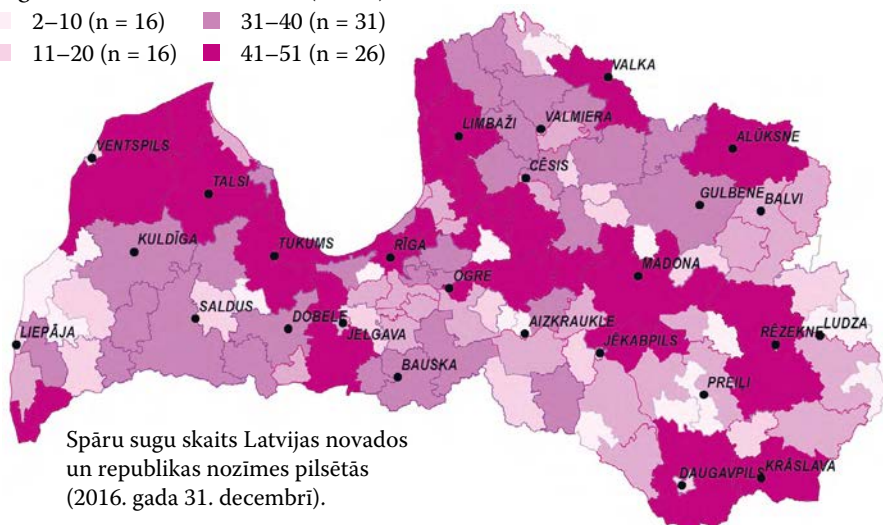 2–10 (n = 16)
31–40 (n = 31)
11–20 (n = 16)
41–51 (n = 26)
VALKA
LIMBAŽI
VALMIERA
ALŪKSNE
VENTSPILS
CĒSIS
TALSI
GULBENE
BALVI
KULDĪGA
TUKUMS
RĪGA
MADONA
OGRE
SALDUS
DOBELE
JELGAVA
AIZKRAUKLE
LUDZA
LIEPĀJA
JĒKABPILS
RĒZEKNE
BAUSKA
PREIĻI
Spāru sugu skaits Latvijas novados
un republikas nozīmes pilsētās
(2016. gada 31. decembrī).
DAUGAVPILS
KRĀSLAVA